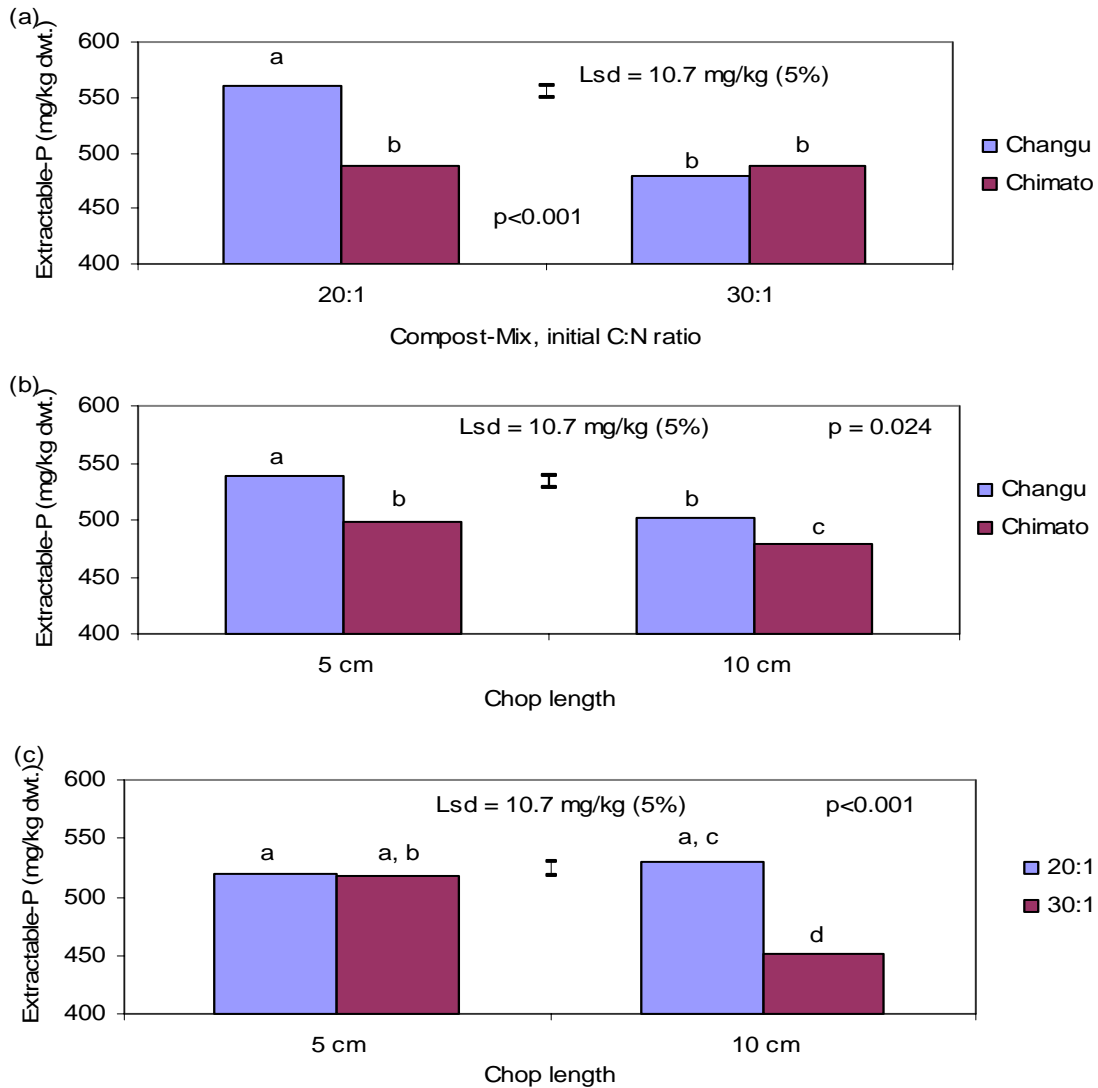 (a)
600
550
500
450
400
Extractable-P (mg/kg dwt.)
a
b
b
b
Lsd = 10.7 mg/kg (5%)
p<0.001
Changu
Chimato
20:1
30:1
Compost-Mix, initial C:N ratio
(b)
600
550
500
450
400
Extractable-P (mg/kg dwt.)
Lsd = 10.7 mg/kg (5%)
p = 0.024
a
b
b
c
Changu
Chimato
5 cm
10 cm
Chop length
(c)
600
550
500
450
400
Extractable-P (mg/kg dwt.)
Lsd = 10.7 mg/kg (5%)
p<0.001
a
a, b
a, c
d
20:1
30:1
5 cm
10 cm
Chop length